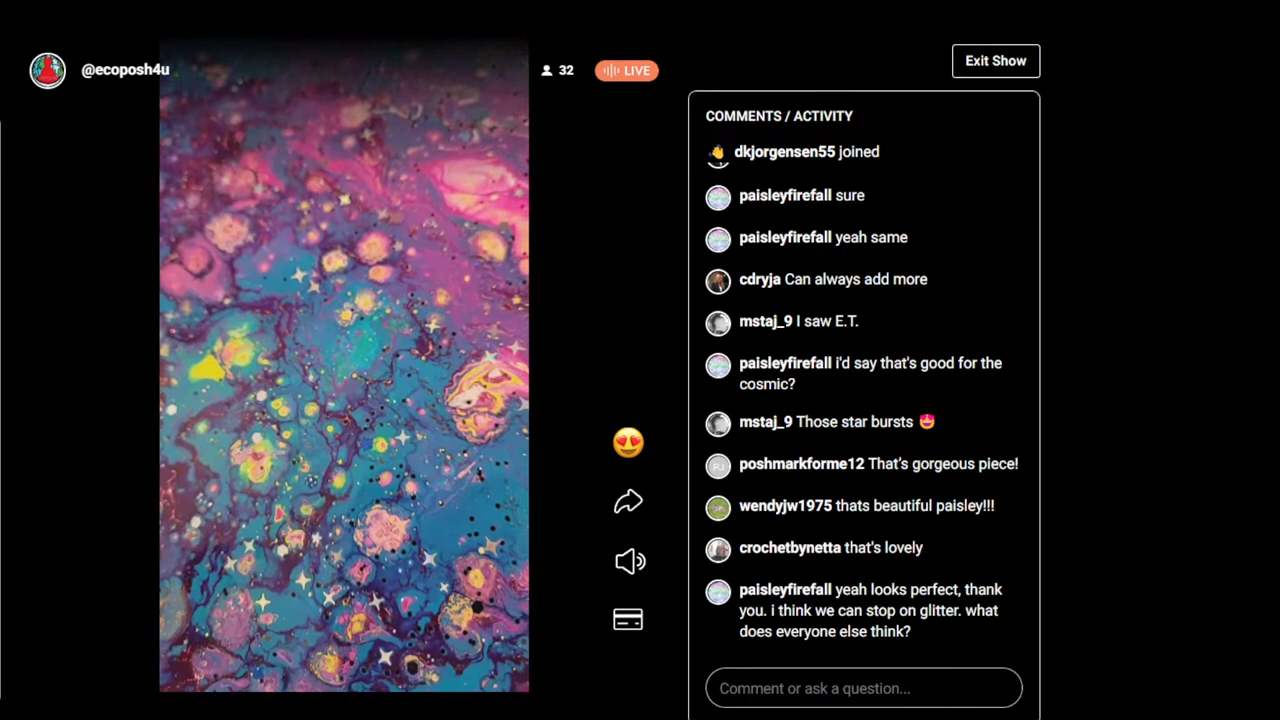 @ecoposh4u
32
LIVE
Exit Show
COMMENTS / ACTIVITY
dkjorgensen55 joined
paisleyfirefall sure
paisleyfirefall yeah same
cdryja Can always add more
mstaj_9 I saw E.T.
paisleyfirefall i'd say that's good for the
cosmic?
mstaj_9 Those star bursts 😍
RJ
poshmarkforme12 That's gorgeous piece!
wendyjw1975 thats beautiful paisley!!!
crochetbynetta that's lovely
paisleyfirefall yeah looks perfect, thank
you. i think we can stop on glitter. what
does everyone else think?
Comment or ask a question...